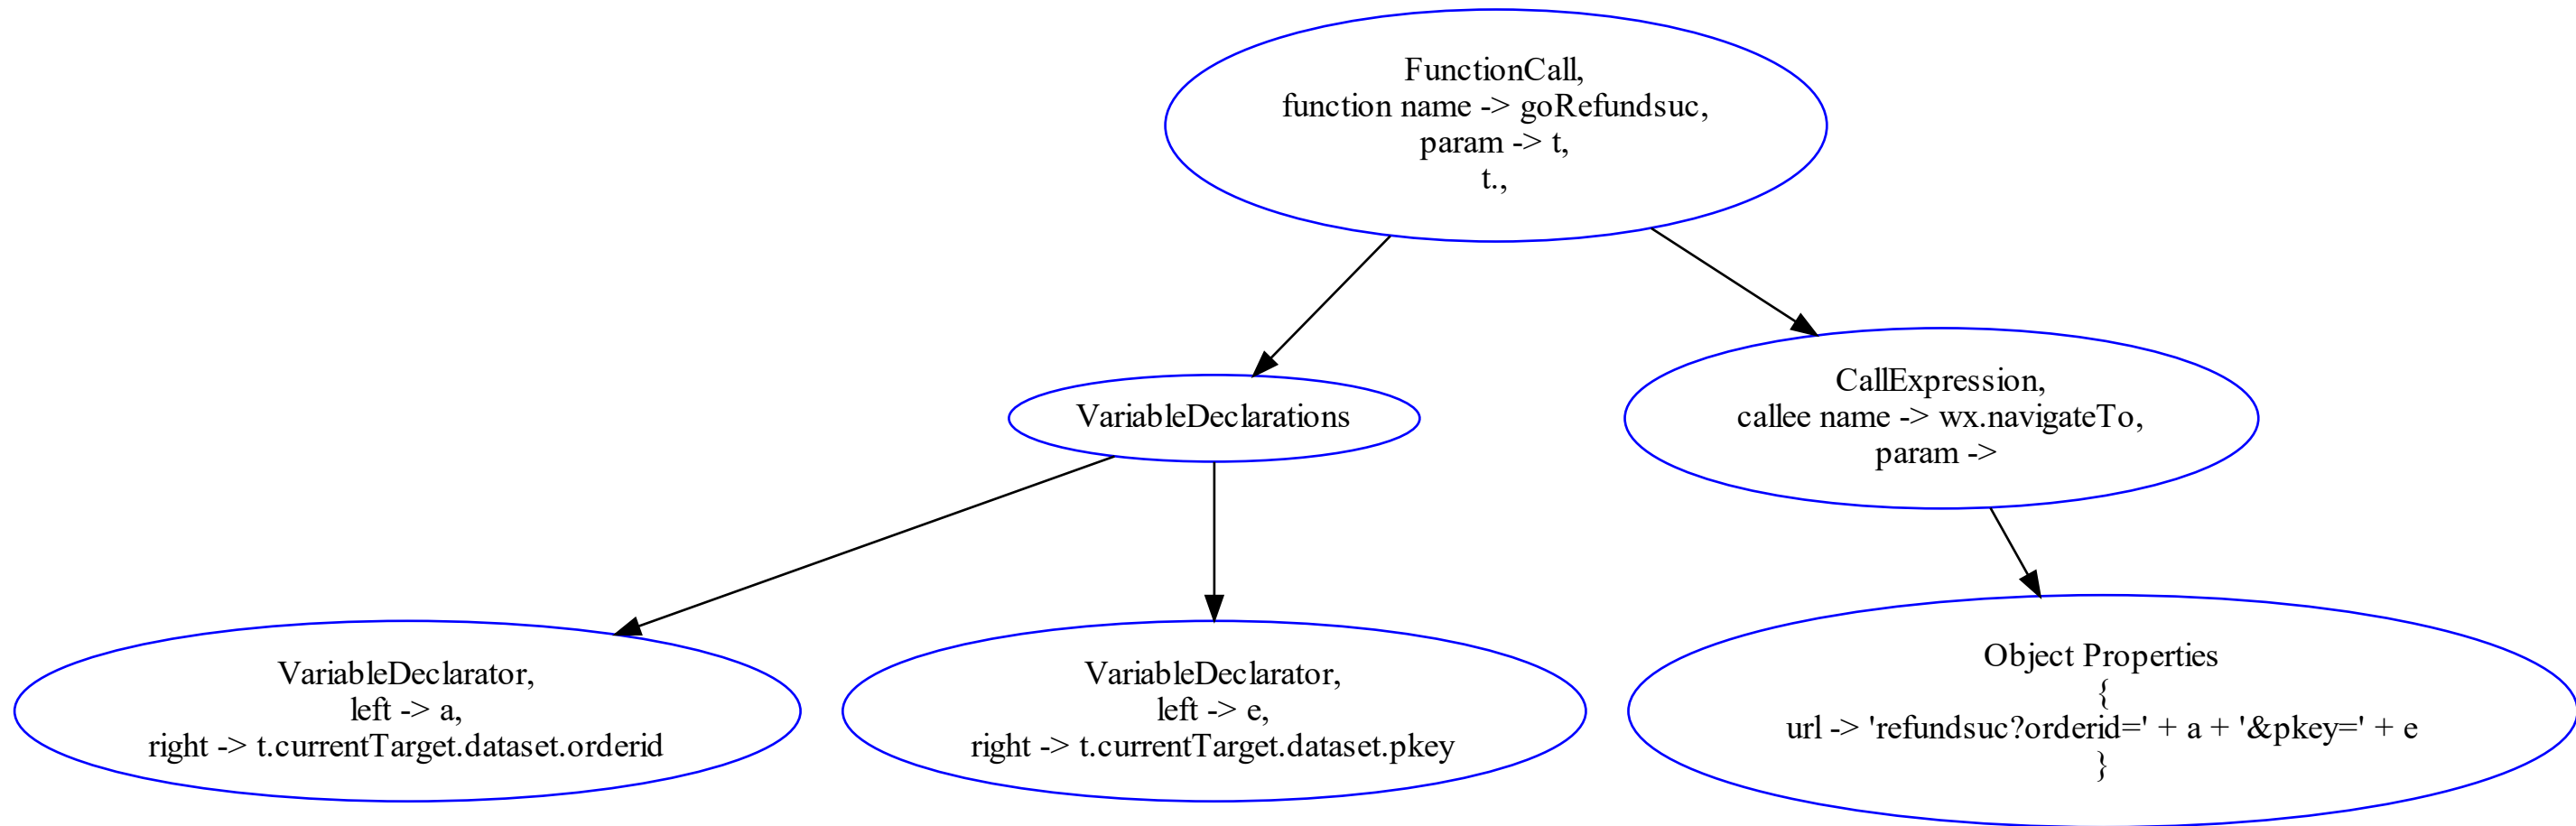 FunctionCall,
function name -> goRefundsuc,
param -> t,
t.,
VariableDeclarations
CallExpression,
callee name -> wx.navigateTo,
param ->
VariableDeclarator,
left -> a,
right -> t.currentTarget.dataset.orderid
VariableDeclarator,
left -> e,
right -> t.currentTarget.dataset.pkey
Object Properties
{
url -> 'refundsuc?orderid=' + a + '&pkey=' + e
}